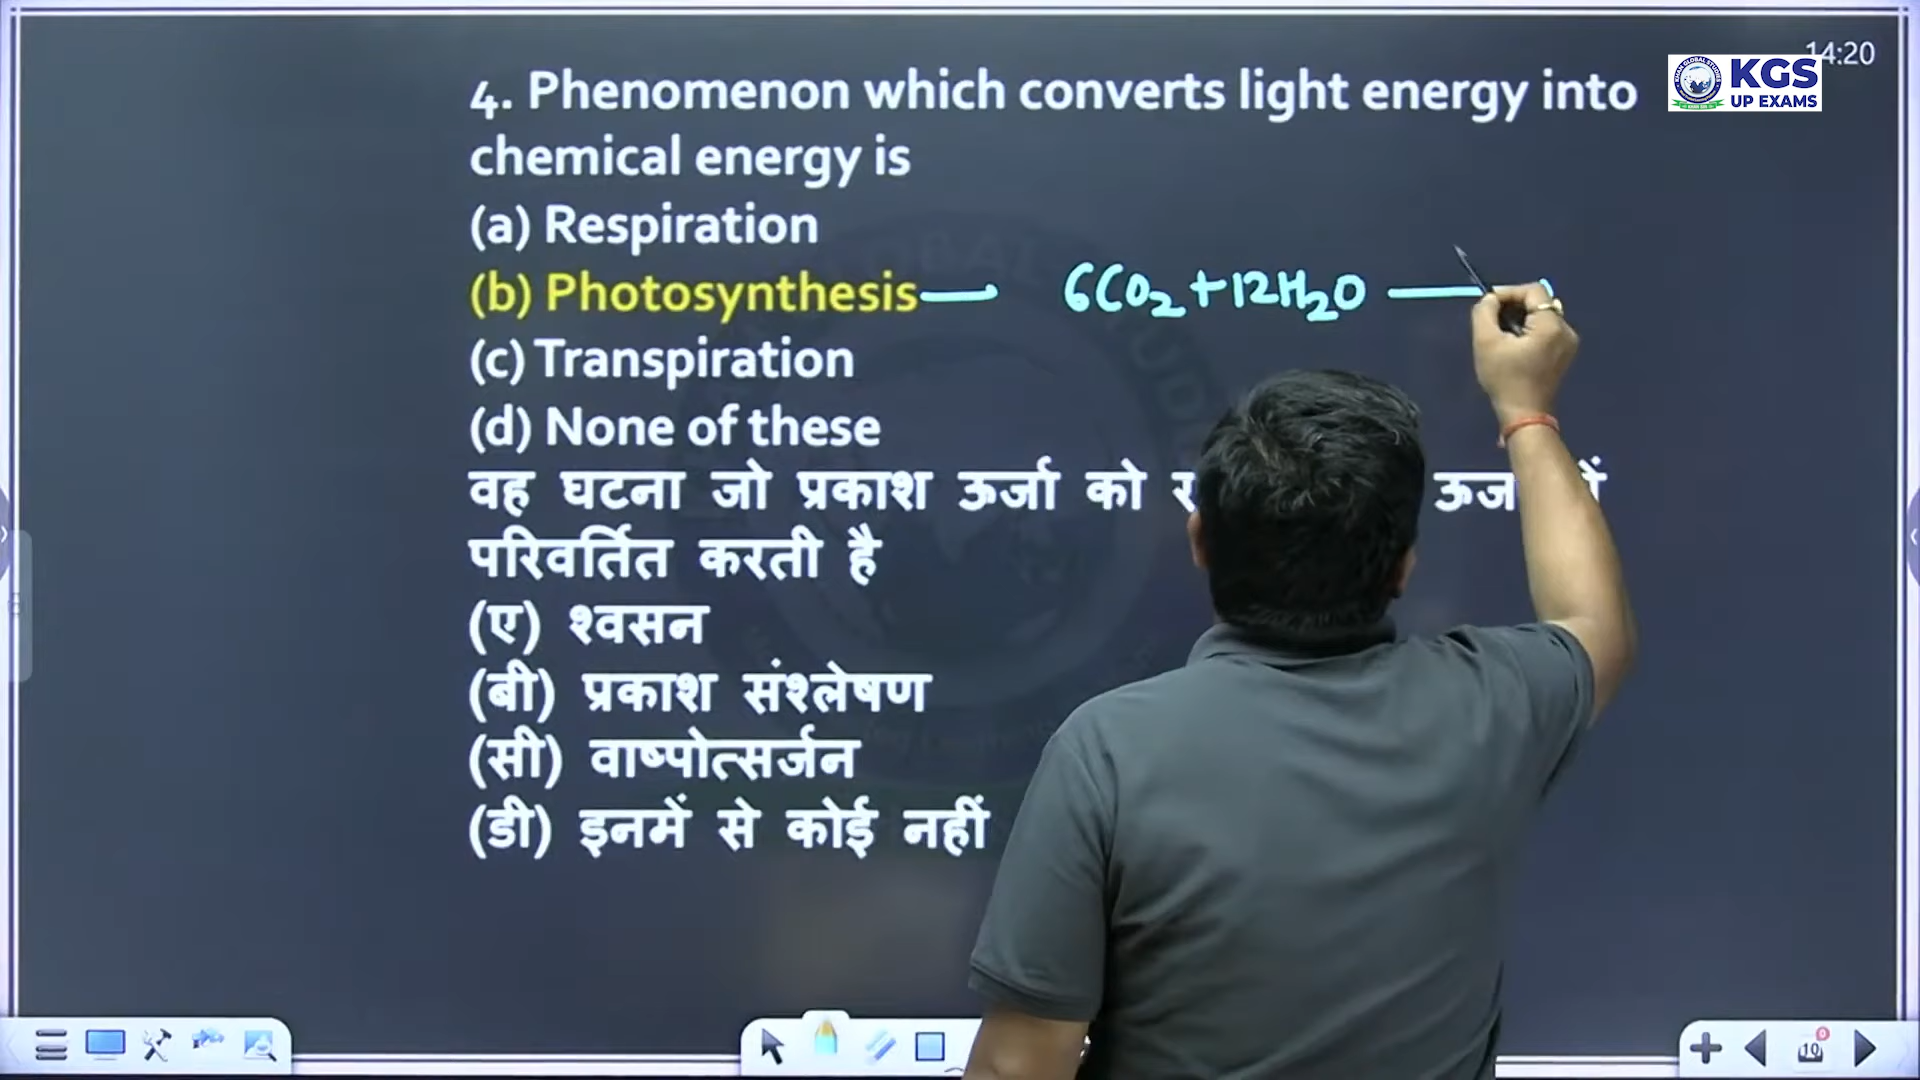 14:20
KGS
UP EXAMS
4. Phenomenon which converts light energy into
chemical energy is
(a) Respiration
(b) Photosynthesis — 6CO₂+12H₂O —
(c) Transpiration
(d) None of these
वह घटना जो प्रकाश ऊर्जा को
परिवर्तित करती है
(ए) श्वसन
(बी) प्रकाश संश्लेषण
(सी) वाष्पोत्सर्जन
(डी) इनमें से कोई नहीं
10